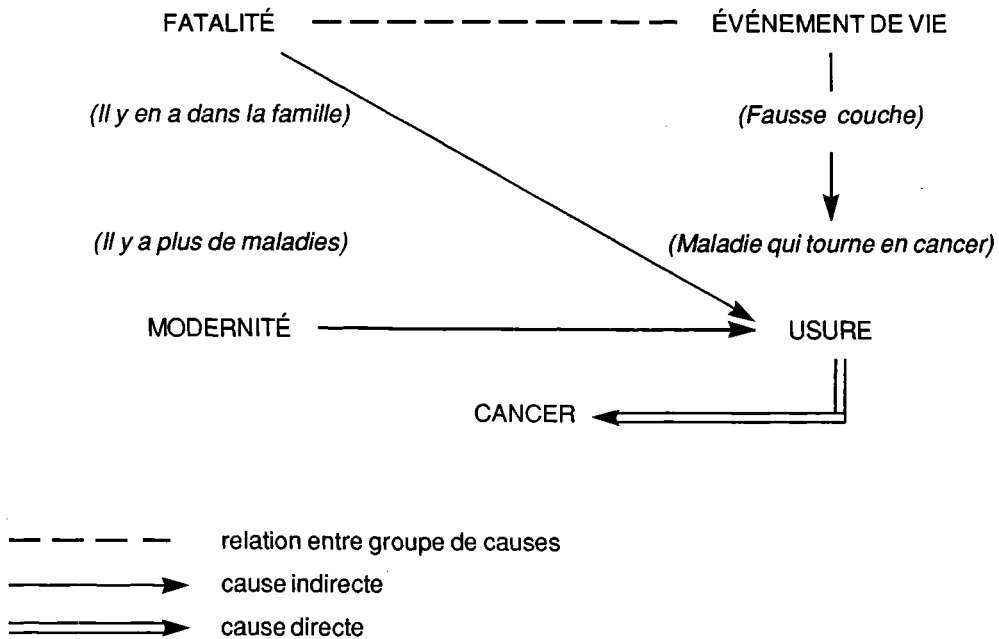 FATALITÉ
ÉVÉNEMENT DE VIE
(Il y en a dans la famille)
(Fausse couche)
(Il y a plus de maladies)
(Maladie qui tourne en cancer)
MODERNITÉ
USURE
CANCER
relation entre groupe de causes
cause indirecte
cause directe